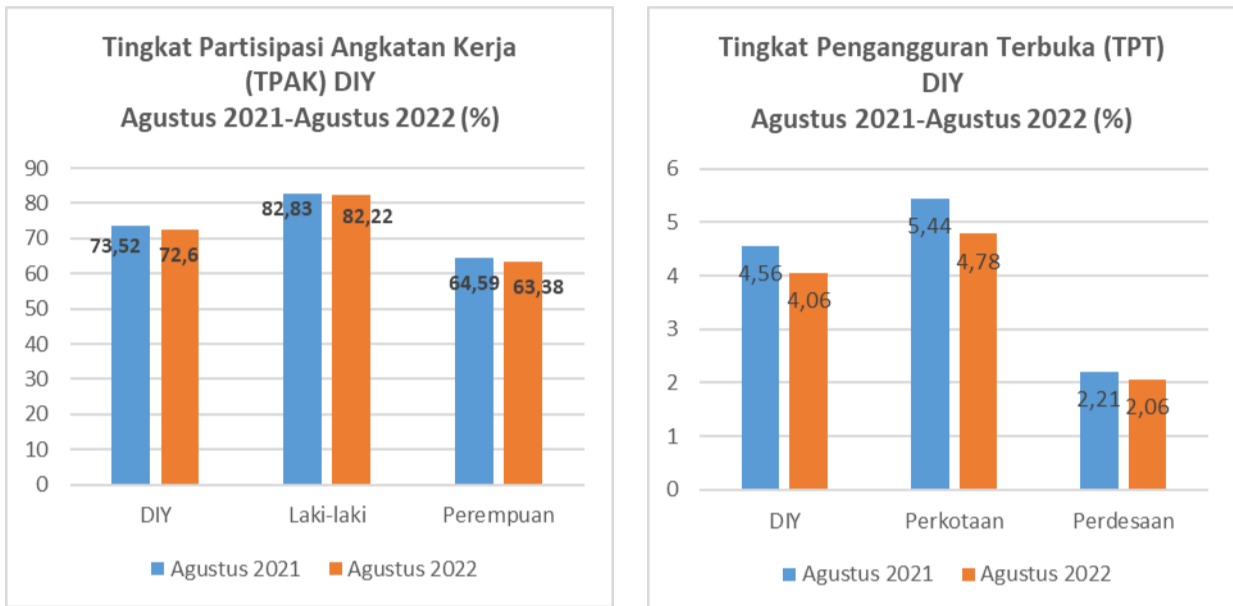 Tingkat Partisipasi Angkatan Kerja
(TPAK) DIY
Agustus 2021-Agustus 2022 (%)
90
80
70
60
50
40
30
20
10
0
73,52
72,6
82,83
82,22
64,59
63,38
DIY
Laki-laki
Perempuan
Agustus 2021
Agustus 2022
Tingkat Pengangguran Terbuka (TPT)
DIY
Agustus 2021-Agustus 2022 (%)
6
5
4
3
2
1
0
4,56
4,06
5,44
4,78
2,21
2,06
DIY
Perkotaan
Perdesaan
Agustus 2021
Agustus 2022